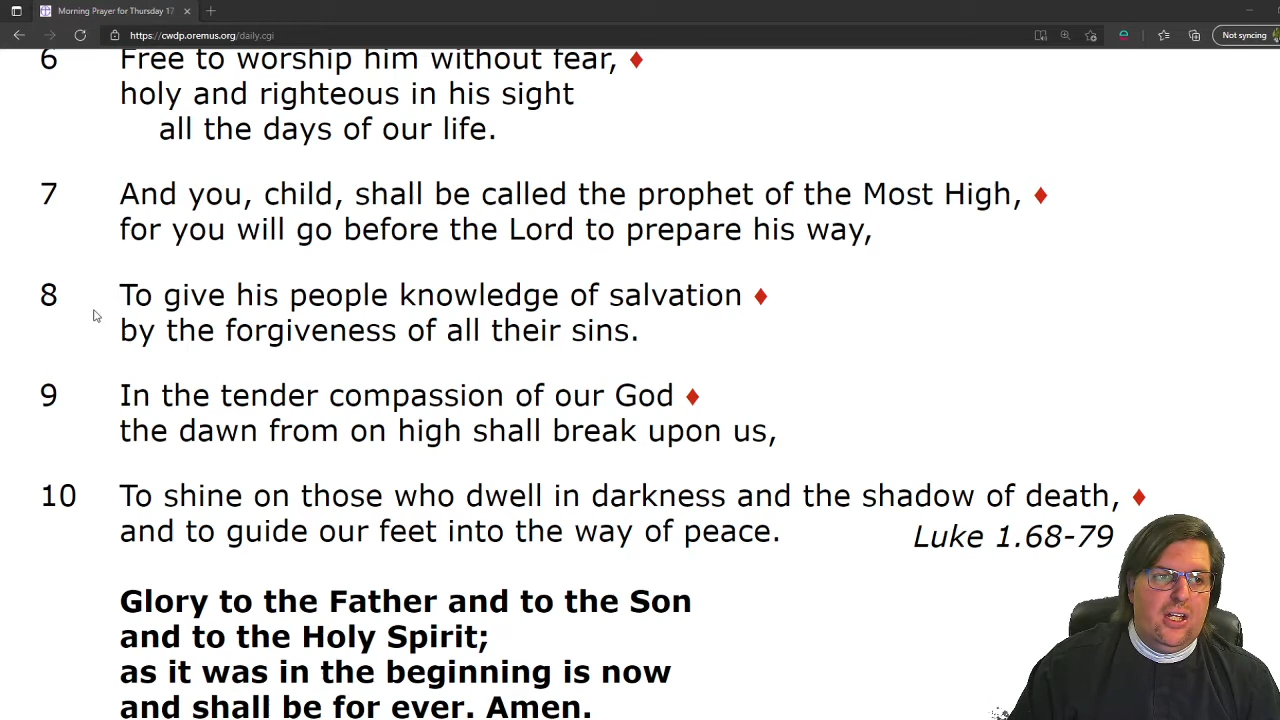 Morning Prayer for Thursday 17
https://cwdp.oremus.org/daily.cgi
Not syncing
6 Free to worship him without fear, ♦
holy and righteous in his sight
all the days of our life.
7 And you, child, shall be called the prophet of the Most High, ♦
for you will go before the Lord to prepare his way,
8 To give his people knowledge of salvation ♦
by the forgiveness of all their sins.
9 In the tender compassion of our God ♦
the dawn from on high shall break upon us,
10 To shine on those who dwell in darkness and the shadow of death, ♦
and to guide our feet into the way of peace. Luke 1.68-79
Glory to the Father and to the Son
and to the Holy Spirit;
as it was in the beginning is now
and shall be for ever. Amen.